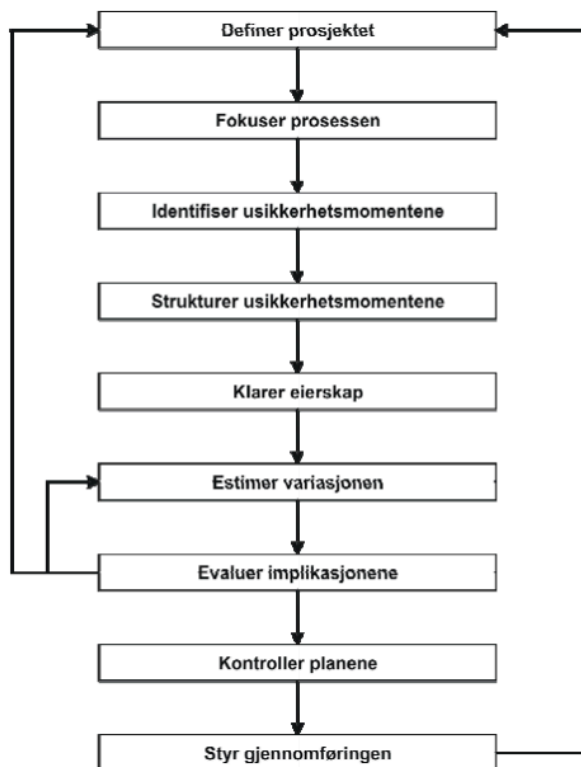 Definer prosjektet
Fokuser prosessen
Identifiser usikkerhetsmomentene
Strukturer usikkerhetsmomentene
Klarer eierskap
Estimer variasjonen
Evaluer implikasjonene
Kontroller planene
Styr gjennomføringen